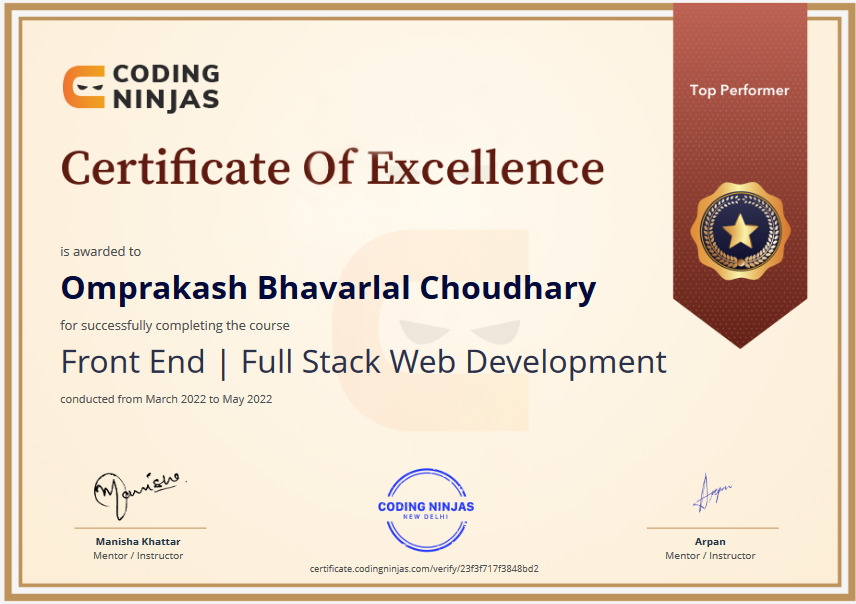 CODING
NINJAS
Top Performer
Certificate Of Excellence
is awarded to
Omprakash Bhavarlal Choudhary
for successfully completing the course
Front End | Full Stack Web Development
conducted from March 2022 to May 2022
Manisha
Arpan
CODING NINJAS
NEW DELHI
Manisha Khattar
Mentor / Instructor
Arpan
Mentor / Instructor
certificate.codingninjas.com/verify/23f3f717f3848bd2